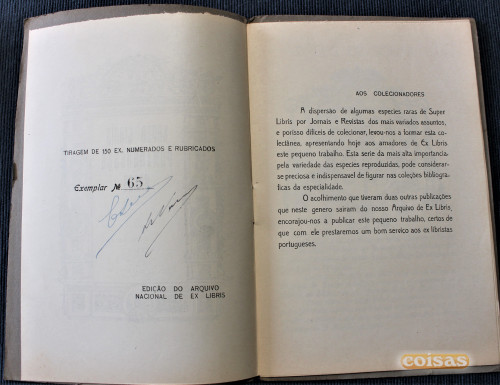 TIRAGEM DE 150 EX. NUMERADOS E RUBRICADOS
Exemplar Nº 65
EDIÇÃO DO ARQUIVO
NACIONAL DE EX LIBRIS
AOS COLECIONADORES
A dispersão de algumas especies raras de Super
Libris por Jornais e Revistas dos mais variados assuntos,
e porisso dificeis de colecionar, levou-nos a formar esta co-
lectânea, apresentando hoje aos amadores de Ex Libris
este pequeno trabalho. Esta serie da mais alta importancia,
pela variedade das especies reproduzidas, pode considerar-
se preciosa e indispensavel de figurar nas coleções bibliogra-
ficas da especialidade.
O acolhimento que tiveram duas outras publicações
que neste genero sairam do nosso Arquivo de Ex Libris,
encorajou-nos a publicar este pequeno trabalho, certos de
que com ele prestaremos um bom serviço aos ex libristas
portugueses.
coisas